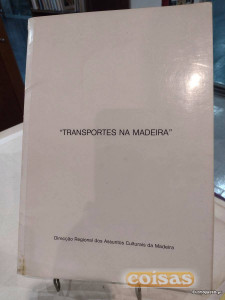 "TRANSPORTES NA MADEIRA"
Direcção Regional dos Assuntos Culturais da Madeira
coisas